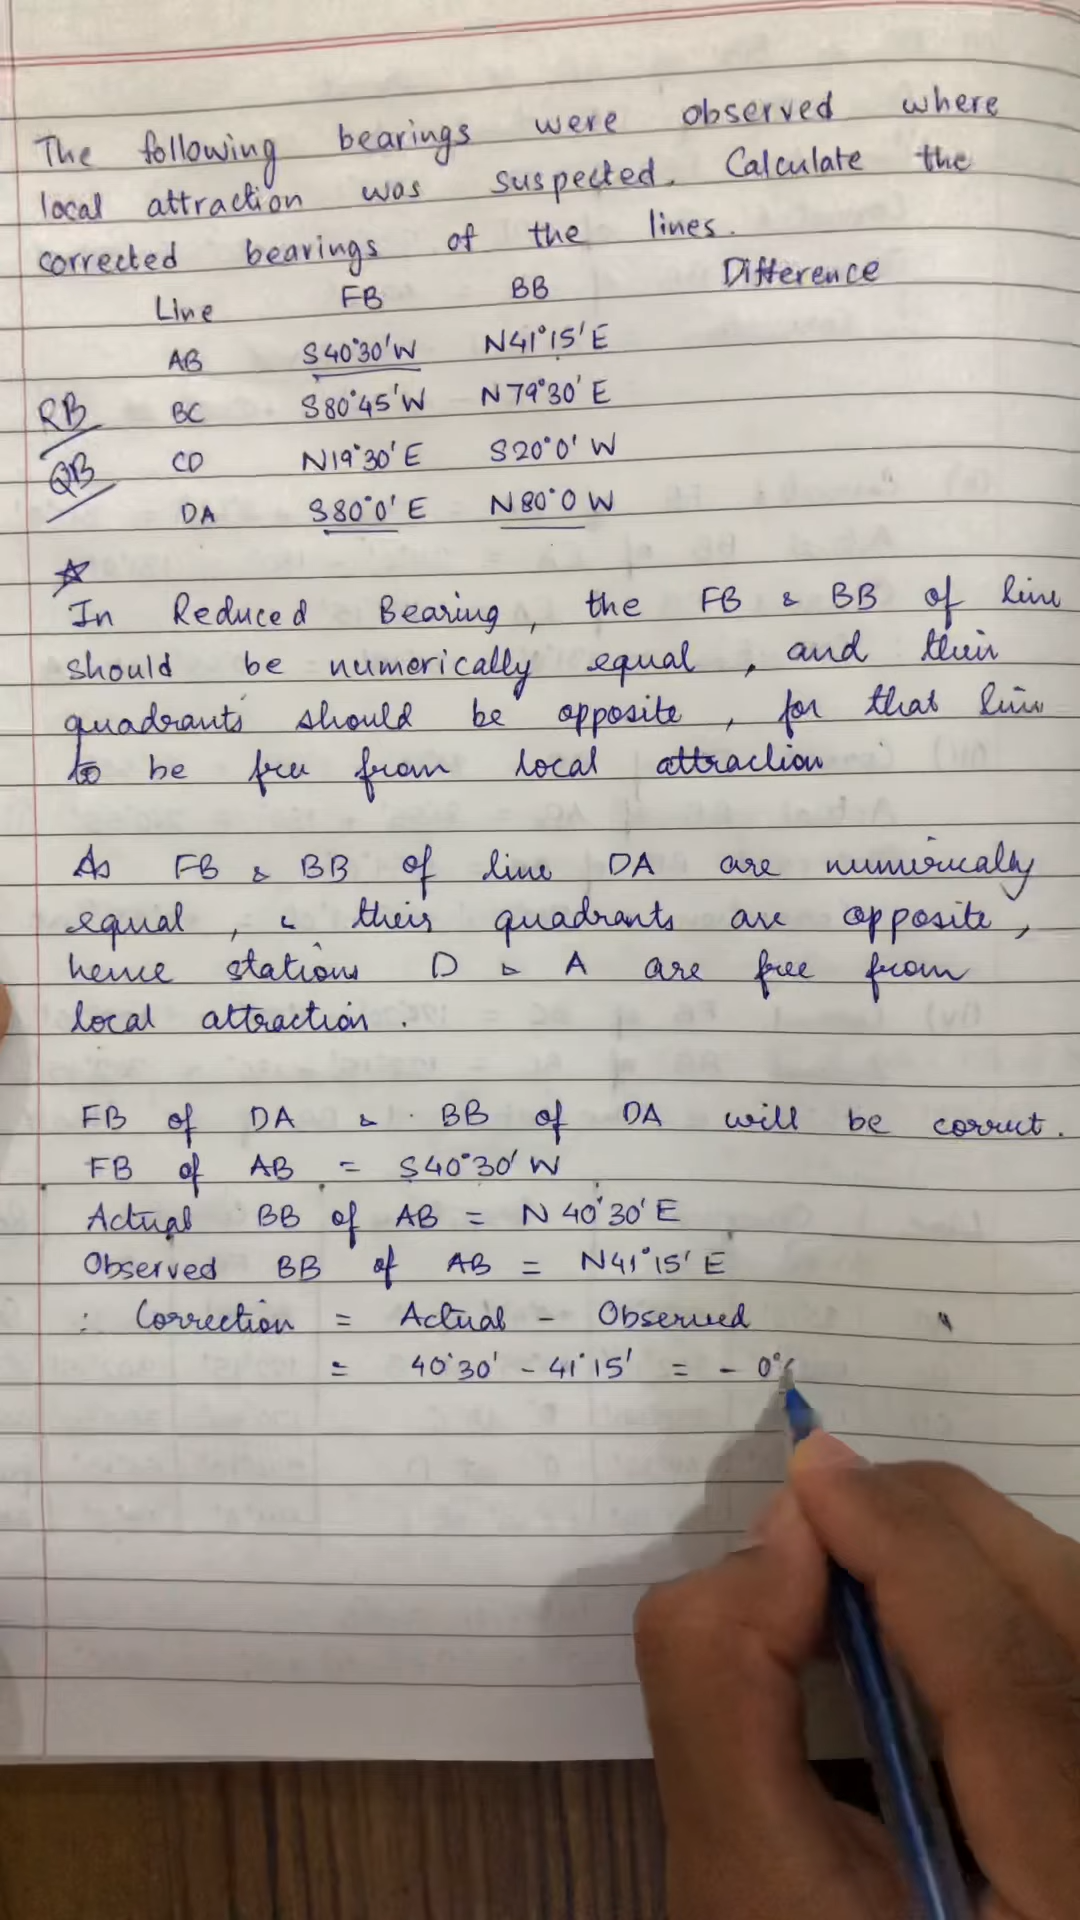 The following bearings were observed where
local attraction was suspected. Calculate the
corrected bearings of the lines.
Line FB BB Difference
AB S40°30'W N41°15'E
RB BC S80°45'W N79°30'E
QB CD N19°30'E S20°0'W
DA S80°0'E N80°0 W
☆
In Reduced Bearing, the FB & BB of line
should be numerically equal, and their
quadrants should be opposite, for that line
to be free from local attraction
As FB & BB of line DA are numerically
equal, & their quadrants are opposite,
hence stations D & A are free from
local attraction.
FB of DA & BB of DA will be correct.
FB of AB = S40°30'W
Actual BB of AB = N 40°30'E
Observed BB of AB = N41°15'E
: Correction = Actual - Observed
= 40°30' - 41°15' = - 0°